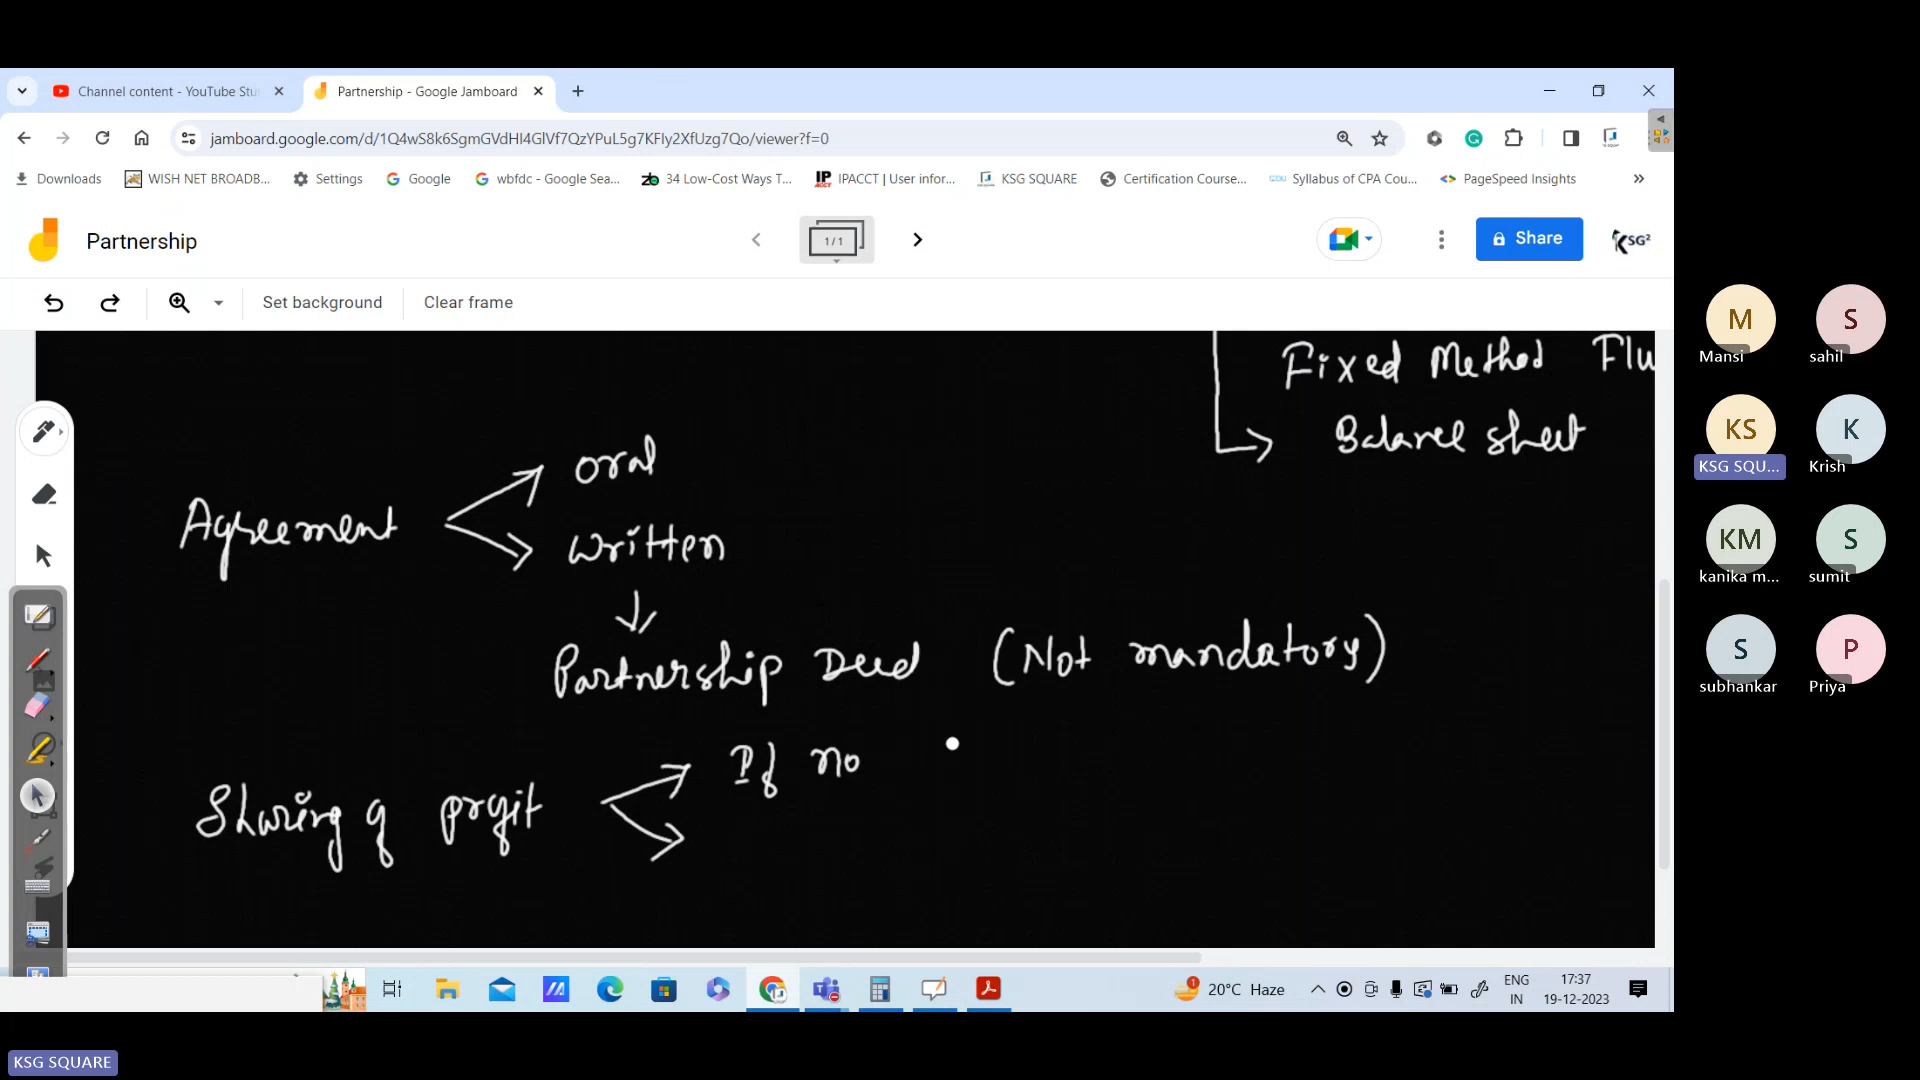 Channel content - YouTube Stu
Partnership - Google Jamboard
jamboard.google.com/d/1Q4wS8k6SgmGVdHI4GlVf7QzYPuL5g7KFly2XfUzg7Qo/viewer?f=0
Downloads WISH NET BROADB... Settings Google wbfdc - Google Sea... 34 Low-Cost Ways T... IPACCT | User infor... KSG SQUARE Certification Course... Syllabus of CPA Cou... PageSpeed Insights
Partnership
1 / 1
Share
KSG²
Set background Clear frame
Fixed Method Flu
Balance sheet
Agreement
oral
written
Partnership Deed (Not mandatory)
Sharing of profit
If no
M
Mansi
S
sahil
KS
KSG SQU...
K
Krish
KM
kanika m...
S
sumit
S
subhankar
P
Priya
20°C Haze
ENG
IN
17:37
19-12-2023
KSG SQUARE